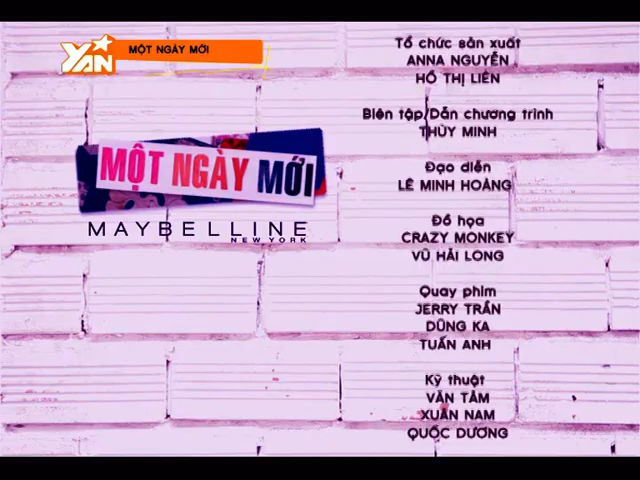 YAN
MỘT NGÀY MỚI
MỘT NGÀY MỚI
MAYBELLINE
NEW YORK
Tổ chức sản xuất
ANNA NGUYỄN
HỒ THỊ LIÊN
Biên tập/Dẫn chương trình
THÙY MINH
Đạo diễn
LÊ MINH HOÀNG
Đồ họa
CRAZY MONKEY
VŨ HẢI LONG
Quay phim
JERRY TRẦN
DŨNG KA
TUẤN ANH
Kỹ thuật
VĂN TÂM
XUÂN NAM
QUỐC DƯƠNG